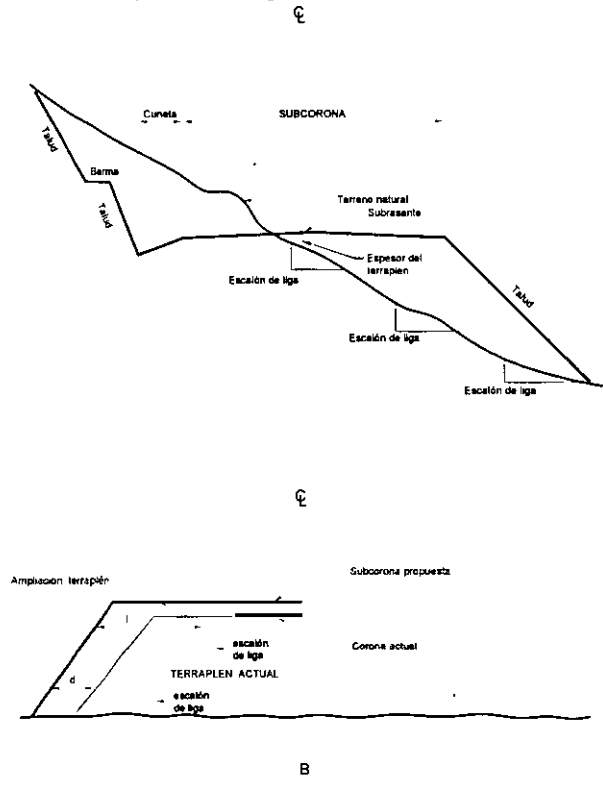 ℄
Cuneta
SUBCORONA
Talud
Berma
Talud
Terreno natural
Subrasante
Espesor del
terraplen
Escalón de liga
Talud
Escalón de liga
Escalón de liga
℄
Ampliacion terraplén
Subcorona propuesta
l
escalón
de liga
Corona actual
TERRAPLEN ACTUAL
d
escalón
de liga
B